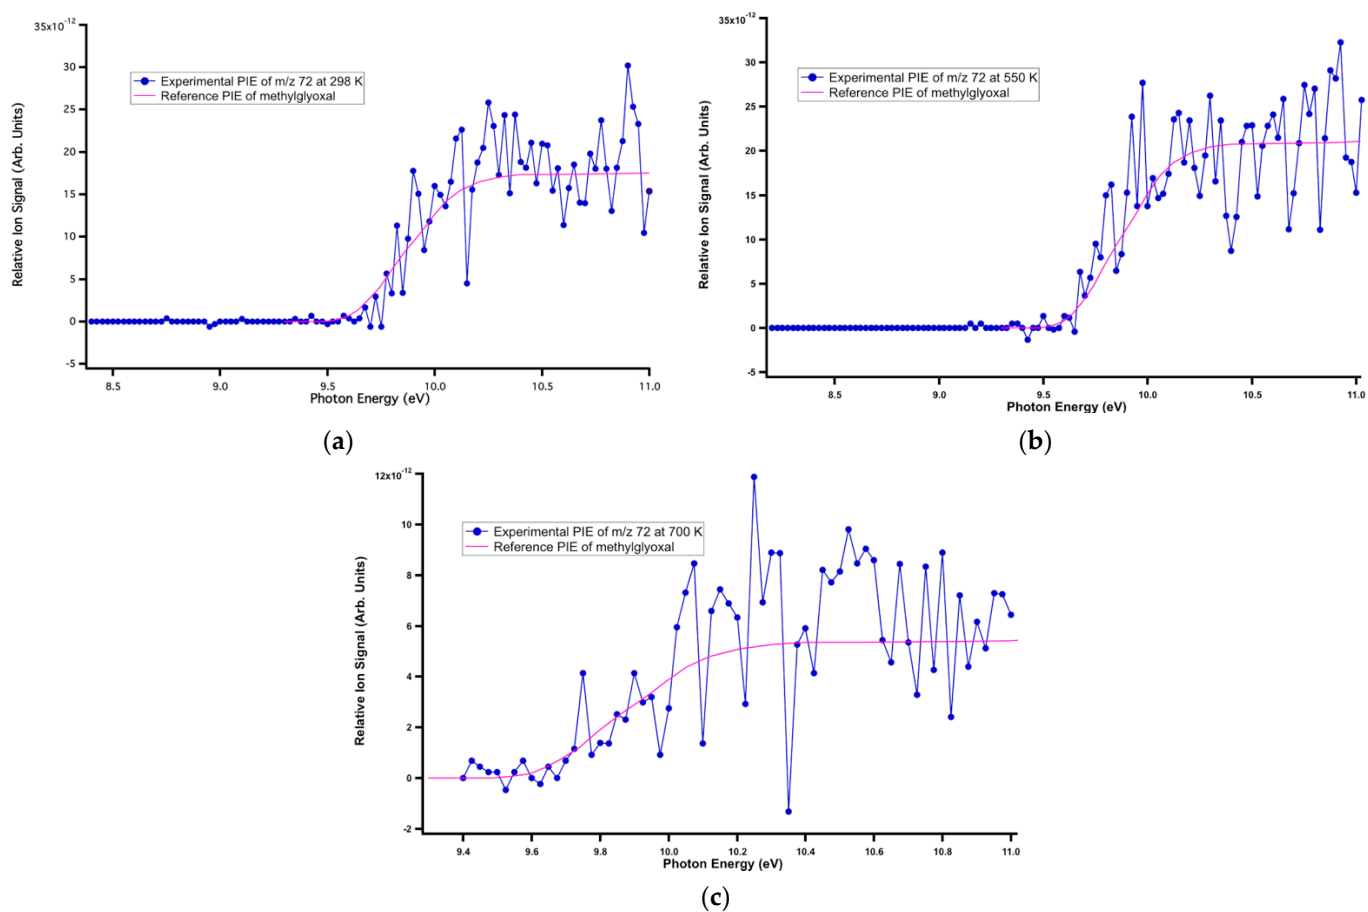 35x10-12
30
25
20
15
10
5
0
-5
Relative Ion Signal (Arb. Units)
Experimental PIE of m/z 72 at 298 K
Reference PIE of methylglyoxal
8.5 9.0 9.5 10.0 10.5 11.0
Photon Energy (eV)
(a)
35x10-12
30
25
20
15
10
5
0
-5
Relative Ion Signal (Arb. Units)
Experimental PIE of m/z 72 at 550 K
Reference PIE of methylglyoxal
8.5 9.0 9.5 10.0 10.5 11.0
Photon Energy (eV)
(b)
12x10-12
10
8
6
4
2
0
-2
Relative Ion Signal (Arb. Units)
Experimental PIE of m/z 72 at 700 K
Reference PIE of methylglyoxal
9.4 9.6 9.8 10.0 10.2 10.4 10.6 10.8 11.0
Photon Energy (eV)
(c)